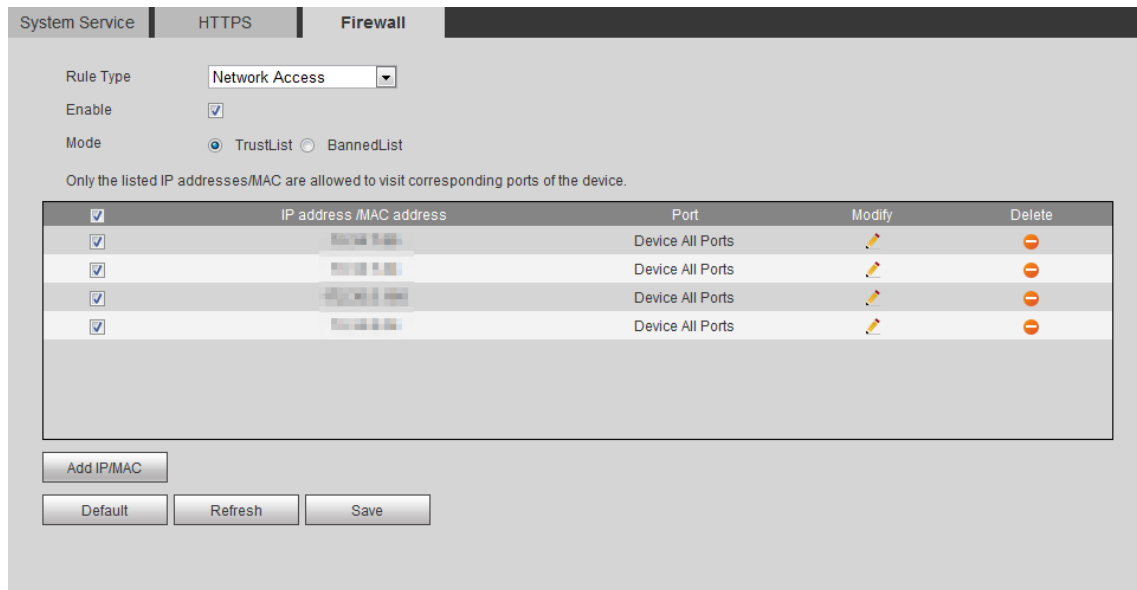 System Service HTTPS Firewall
Rule Type Network Access
Enable
Mode TrustList BannedList
Only the listed IP addresses/MAC are allowed to visit corresponding ports of the device.
IP address /MAC address Port Modify Delete
Device All Ports
Device All Ports
Device All Ports
Device All Ports
Add IP/MAC
Default Refresh Save